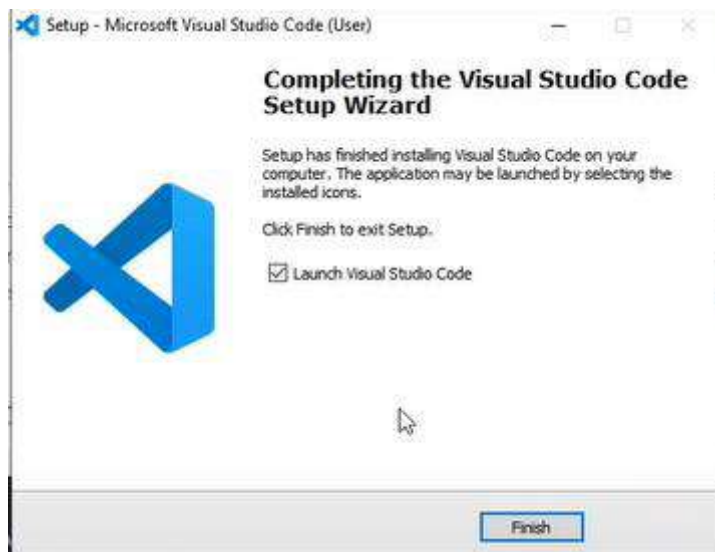 Setup - Microsoft Visual Studio Code (User)
Completing the Visual Studio Code
Setup Wizard
Setup has finished installing Visual Studio Code on your
computer. The application may be launched by selecting the
installed icons.
Click Finish to exit Setup.
Launch Visual Studio Code
Finish